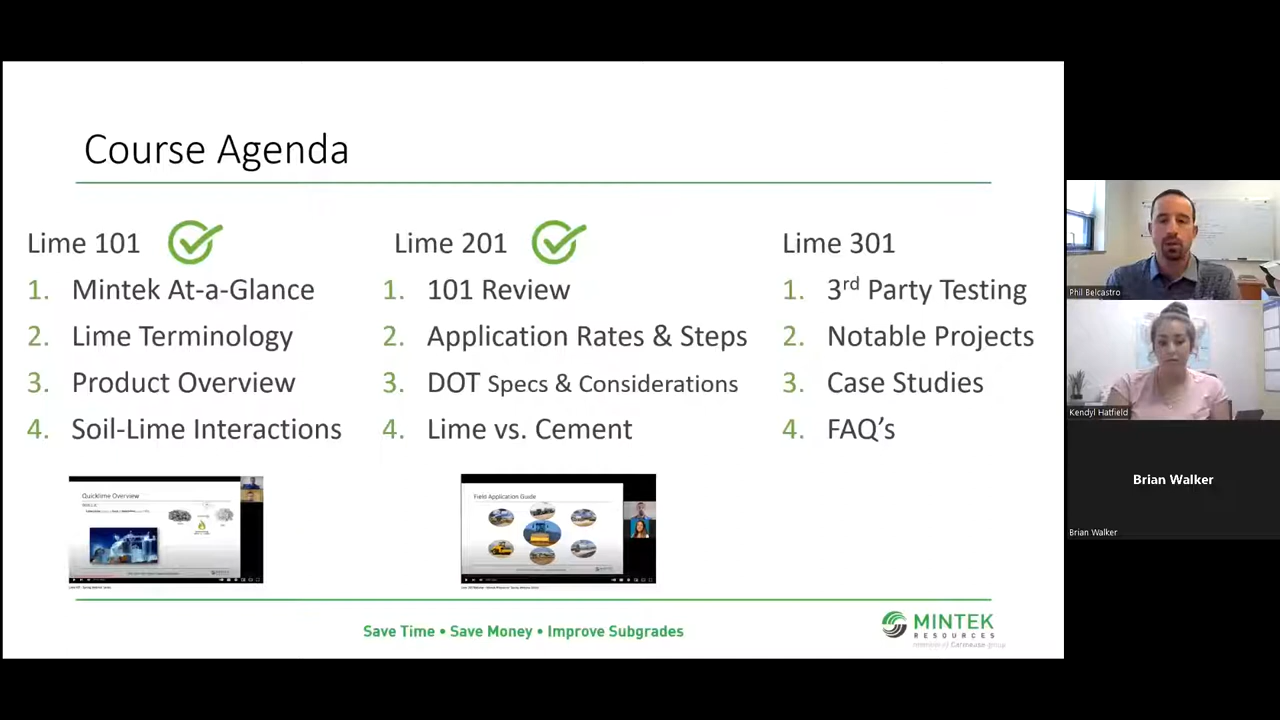 Course Agenda
Lime 101
1. Mintek At-a-Glance
2. Lime Terminology
3. Product Overview
4. Soil-Lime Interactions
Lime 201
1. 101 Review
2. Application Rates & Steps
3. DOT Specs & Considerations
4. Lime vs. Cement
Lime 301
1. 3rd Party Testing
2. Notable Projects
3. Case Studies
4. FAQ's
Quicklime Overview
Field Application Guide
Save Time • Save Money • Improve Subgrades
MINTEK
RESOURCES
Phil Belcastro
Kendyl Hatfield
Brian Walker
Brian Walker